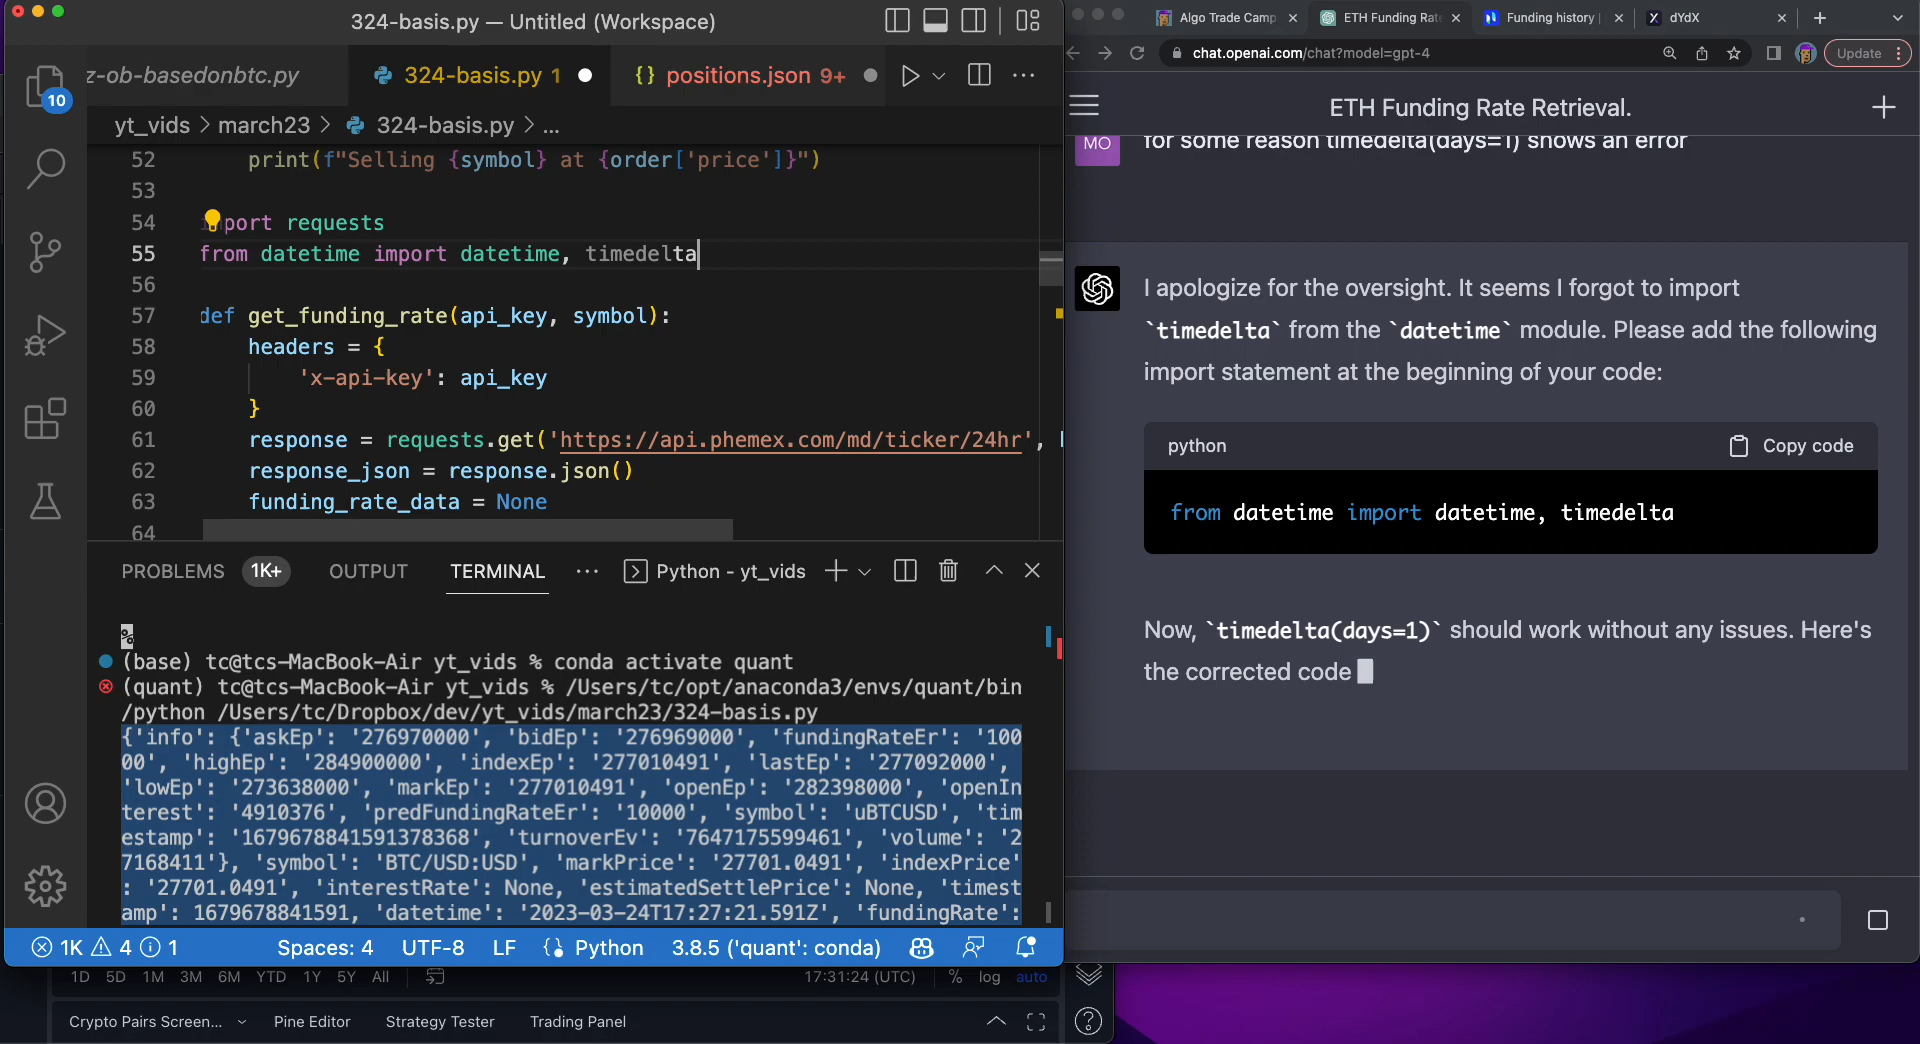 324-basis.py — Untitled (Workspace)
z-ob-basedonbtc.py
324-basis.py 1
{} positions.json 9+
10
yt_vids > march23 > 324-basis.py > ...
52 print(f"Selling {symbol} at {order['price']}")
53
54 port requests
55 from datetime import datetime, timedelta
56
57 def get_funding_rate(api_key, symbol):
58 headers = {
59 'x-api-key': api_key
60 }
61 response = requests.get('https://api.phemex.com/md/ticker/24hr',
62 response_json = response.json()
63 funding_rate_data = None
64
PROBLEMS 1K+ OUTPUT TERMINAL ... Python - yt_vids
%
(base) tc@tcs-MacBook-Air yt_vids % conda activate quant
(quant) tc@tcs-MacBook-Air yt_vids % /Users/tc/opt/anaconda3/envs/quant/bin
/python /Users/tc/Dropbox/dev/yt_vids/march23/324-basis.py
{'info': {'askEp': '276970000', 'bidEp': '276969000', 'fundingRateEr': '100
00', 'highEp': '284900000', 'indexEp': '277010491', 'lastEp': '277092000',
'lowEp': '273638000', 'markEp': '277010491', 'openEp': '282398000', 'openIn
terest': '4910376', 'predFundingRateEr': '10000', 'symbol': 'uBTCUSD', 'tim
estamp': '1679678841591378368', 'turnoverEv': '7647175599461', 'volume': '2
7168411'}, 'symbol': 'BTC/USD:USD', 'markPrice': '27701.0491', 'indexPrice'
: '27701.0491', 'interestRate': None, 'estimatedSettlePrice': None, 'timest
amp': 1679678841591, 'datetime': '2023-03-24T17:27:21.591Z', 'fundingRate':
1K 4 1 Spaces: 4 UTF-8 LF {} Python 3.8.5 ('quant': conda)
1D 5D 1M 3M 6M YTD 1Y 5Y All 17:31:24 (UTC) % log auto
Crypto Pairs Screen... Pine Editor Strategy Tester Trading Panel
Algo Trade Camp
ETH Funding Rate
Funding history |
dYdX
chat.openai.com/chat?model=gpt-4
Update
ETH Funding Rate Retrieval.
MO
for some reason timedelta(days=1) shows an error
I apologize for the oversight. It seems I forgot to import
`timedelta` from the `datetime` module. Please add the following
import statement at the beginning of your code:
python
Copy code
from datetime import datetime, timedelta
Now, `timedelta(days=1)` should work without any issues. Here's
the corrected code